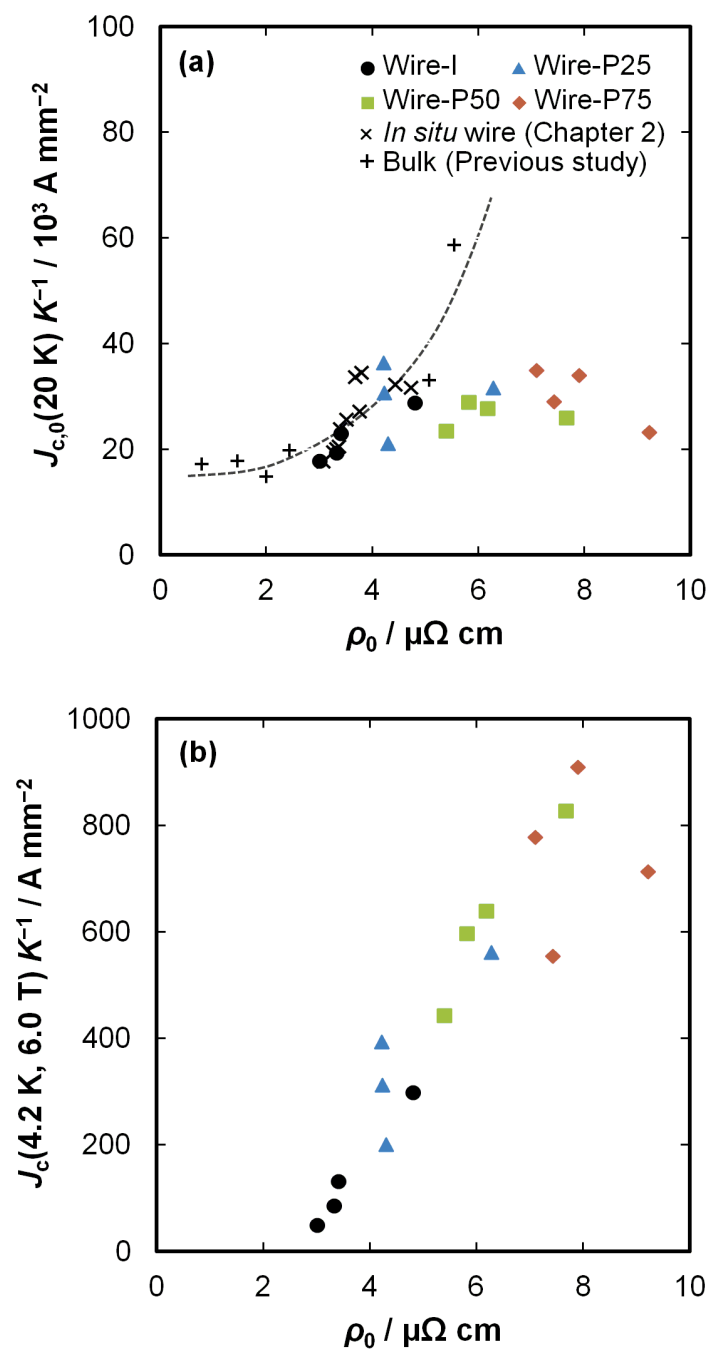 100
(a)
Wire-I Wire-P25
Wire-P50 Wire-P75
In situ wire (Chapter 2)
Bulk (Previous study)
80
60
40
20
0
0 2 4 6 8 10
Jc,0(20 K) K⁻¹ / 10³ A mm⁻²
ρ₀ / μΩ cm
1000
(b)
800
600
400
200
0
0 2 4 6 8 10
Jc(4.2 K, 6.0 T) K⁻¹ / A mm⁻²
ρ₀ / μΩ cm